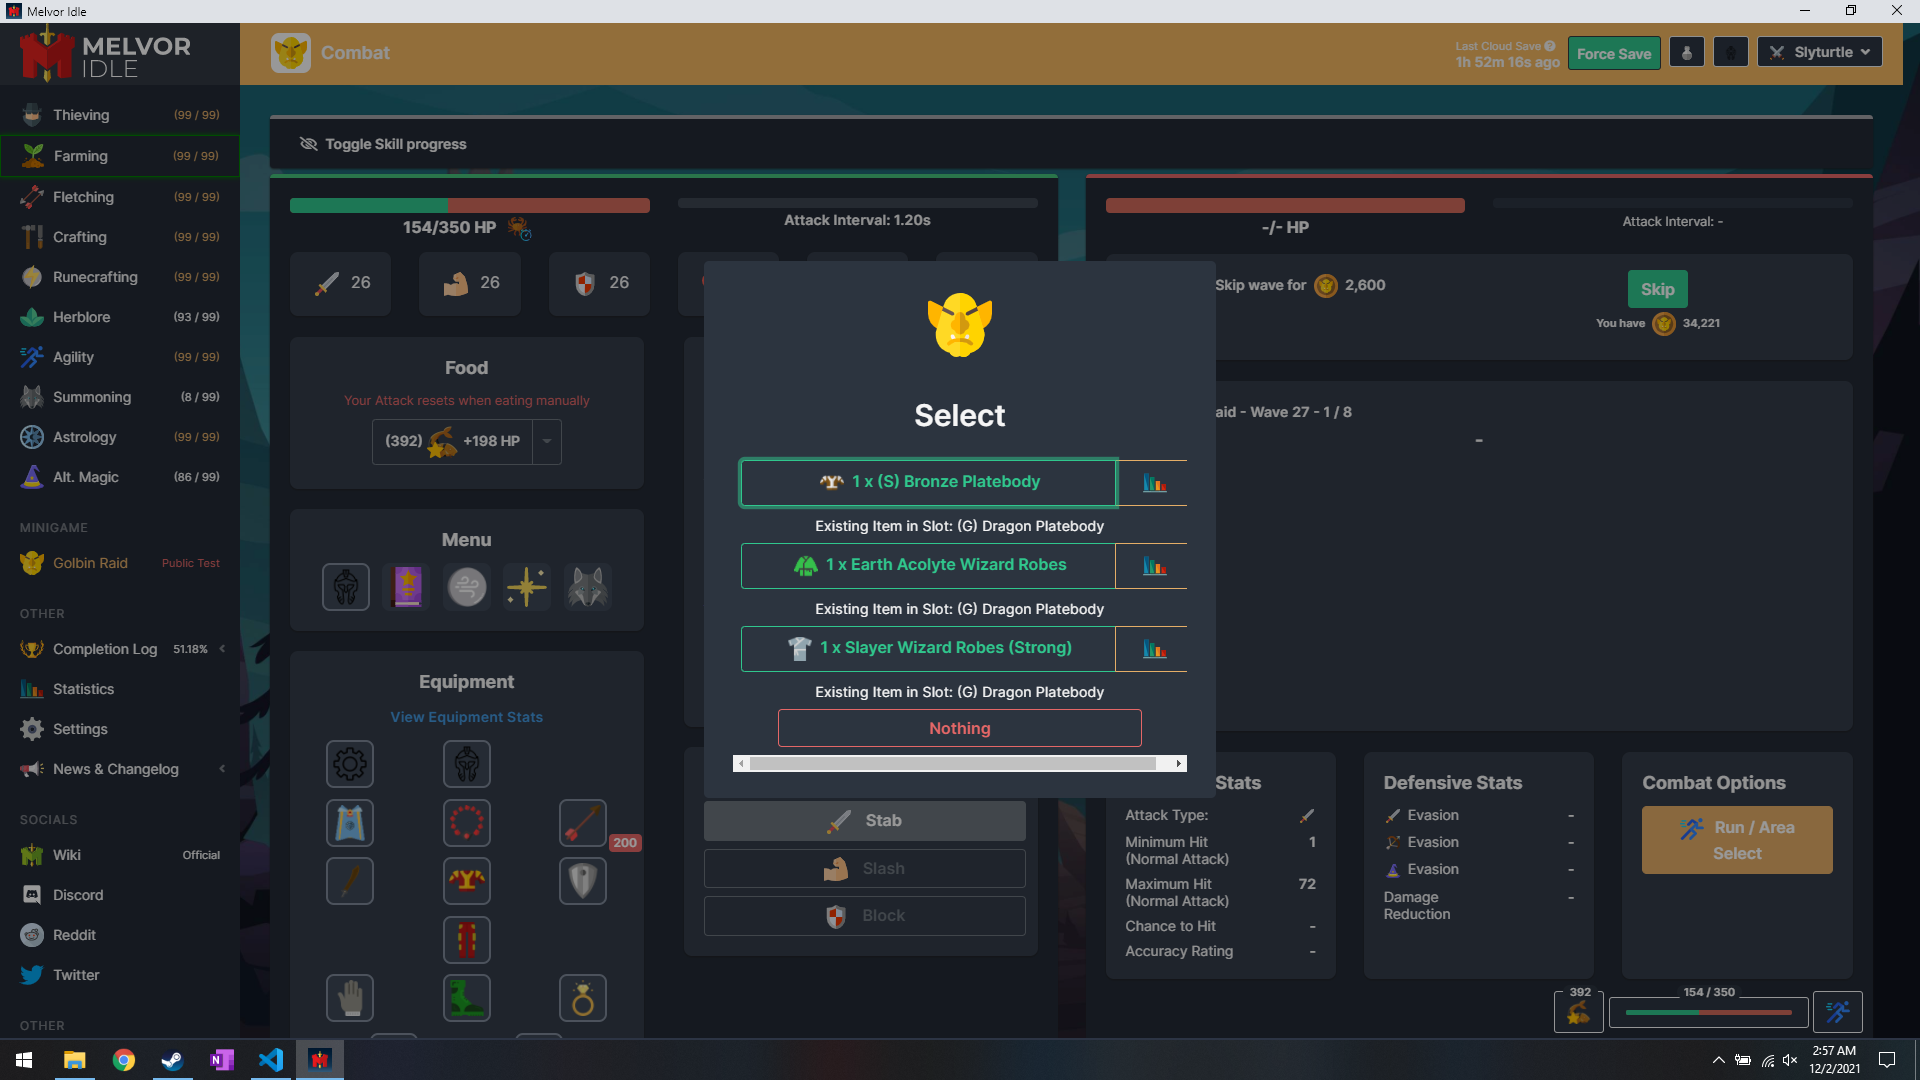 Melvor Idle
MELVOR
IDLE
Combat
Last Cloud Save
1h 52m 16s ago
Force Save
Slyturtle
Thieving (99 / 99)
Farming (99 / 99)
Fletching (99 / 99)
Crafting (99 / 99)
Runecrafting (99 / 99)
Herblore (93 / 99)
Agility (99 / 99)
Summoning (8 / 99)
Astrology (99 / 99)
Alt. Magic (86 / 99)
MINIGAME
Golbin Raid Public Test
OTHER
Completion Log 51.18%
Statistics
Settings
News & Changelog
SOCIALS
Wiki Official
Discord
Reddit
Twitter
OTHER
Toggle Skill progress
154/350 HP
Attack Interval: 1.20s
26 26 26
Food
Your Attack resets when eating manually
(392) +198 HP
Menu
Equipment
View Equipment Stats
200
Select
1 x (S) Bronze Platebody
Existing Item in Slot: (G) Dragon Platebody
1 x Earth Acolyte Wizard Robes
Existing Item in Slot: (G) Dragon Platebody
1 x Slayer Wizard Robes (Strong)
Existing Item in Slot: (G) Dragon Platebody
Nothing
Stab
Slash
Block
-/- HP
Attack Interval: -
Skip wave for 2,600
Skip
You have 34,221
aid - Wave 27 - 1 / 8
-
Stats
Attack Type:
Minimum Hit
(Normal Attack) 1
Maximum Hit
(Normal Attack) 72
Chance to Hit -
Accuracy Rating -
Defensive Stats
Evasion -
Evasion -
Evasion -
Damage
Reduction -
Combat Options
Run / Area
Select
392
154 / 350
2:57 AM
12/2/2021